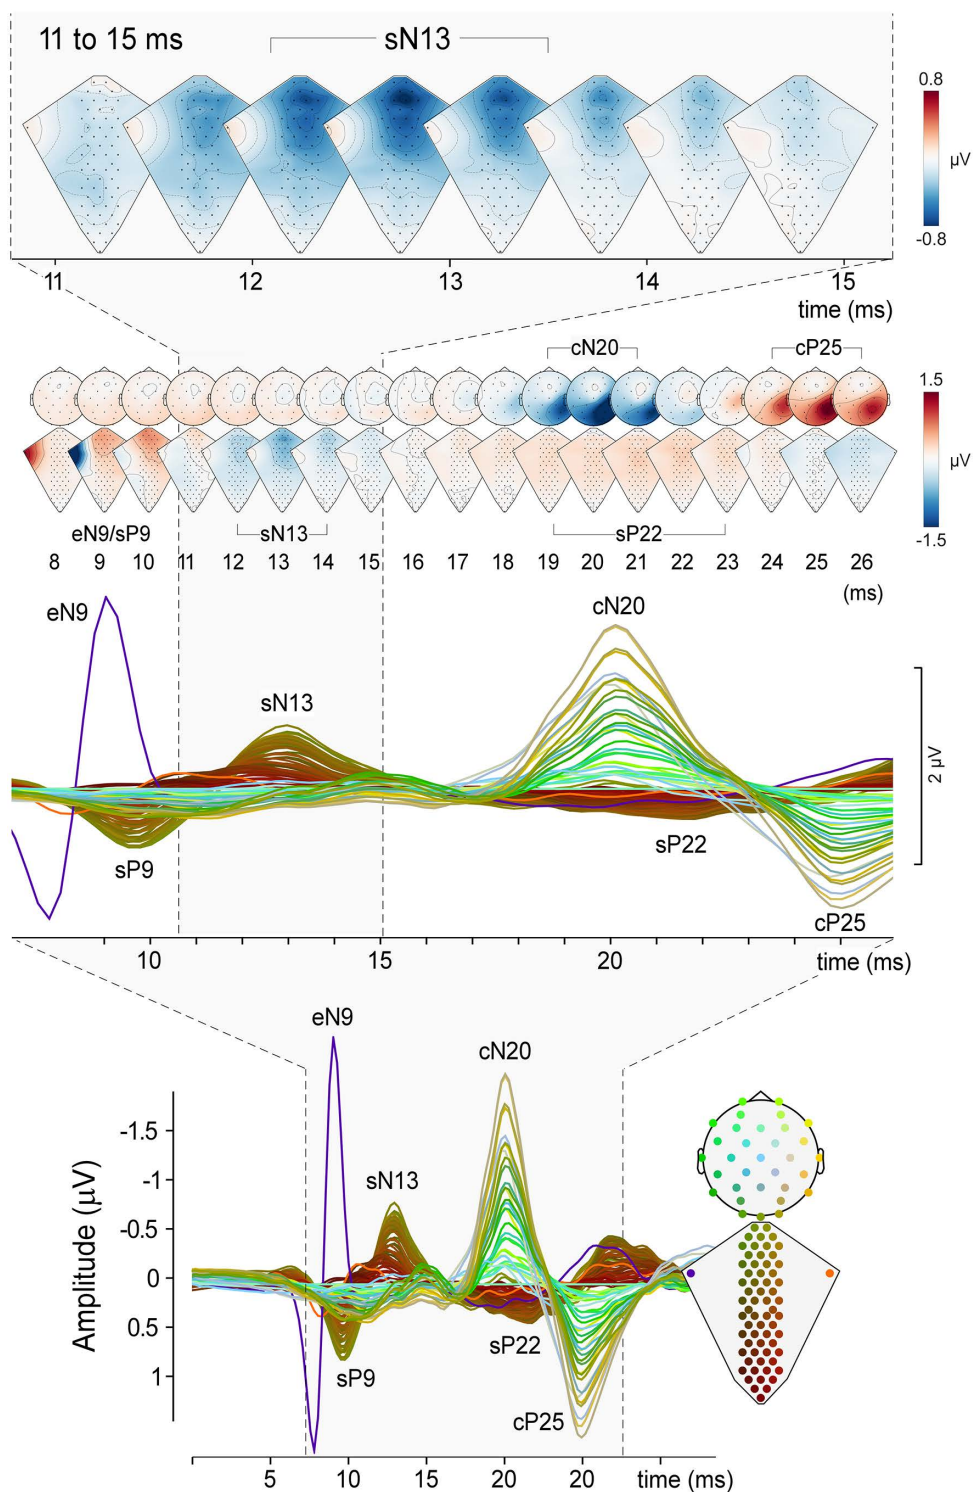 11 to 15 ms
sN13
0.8
μV
-0.8
11 12 13 14 15
time (ms)
cN20 cP25
1.5
μV
-1.5
eN9/sP9 sN13 sP22
8 9 10 11 12 13 14 15 16 17 18 19 20 21 22 23 24 25 26
(ms)
eN9
cN20
sN13
2 μV
sP9
sP22
cP25
10 15 20 time (ms)
eN9
cN20
-1.5
-1
sN13
-0.5
0
0.5
1
Amplitude (μV)
sP22
sP9
cP25
5 10 15 20 20 time (ms)